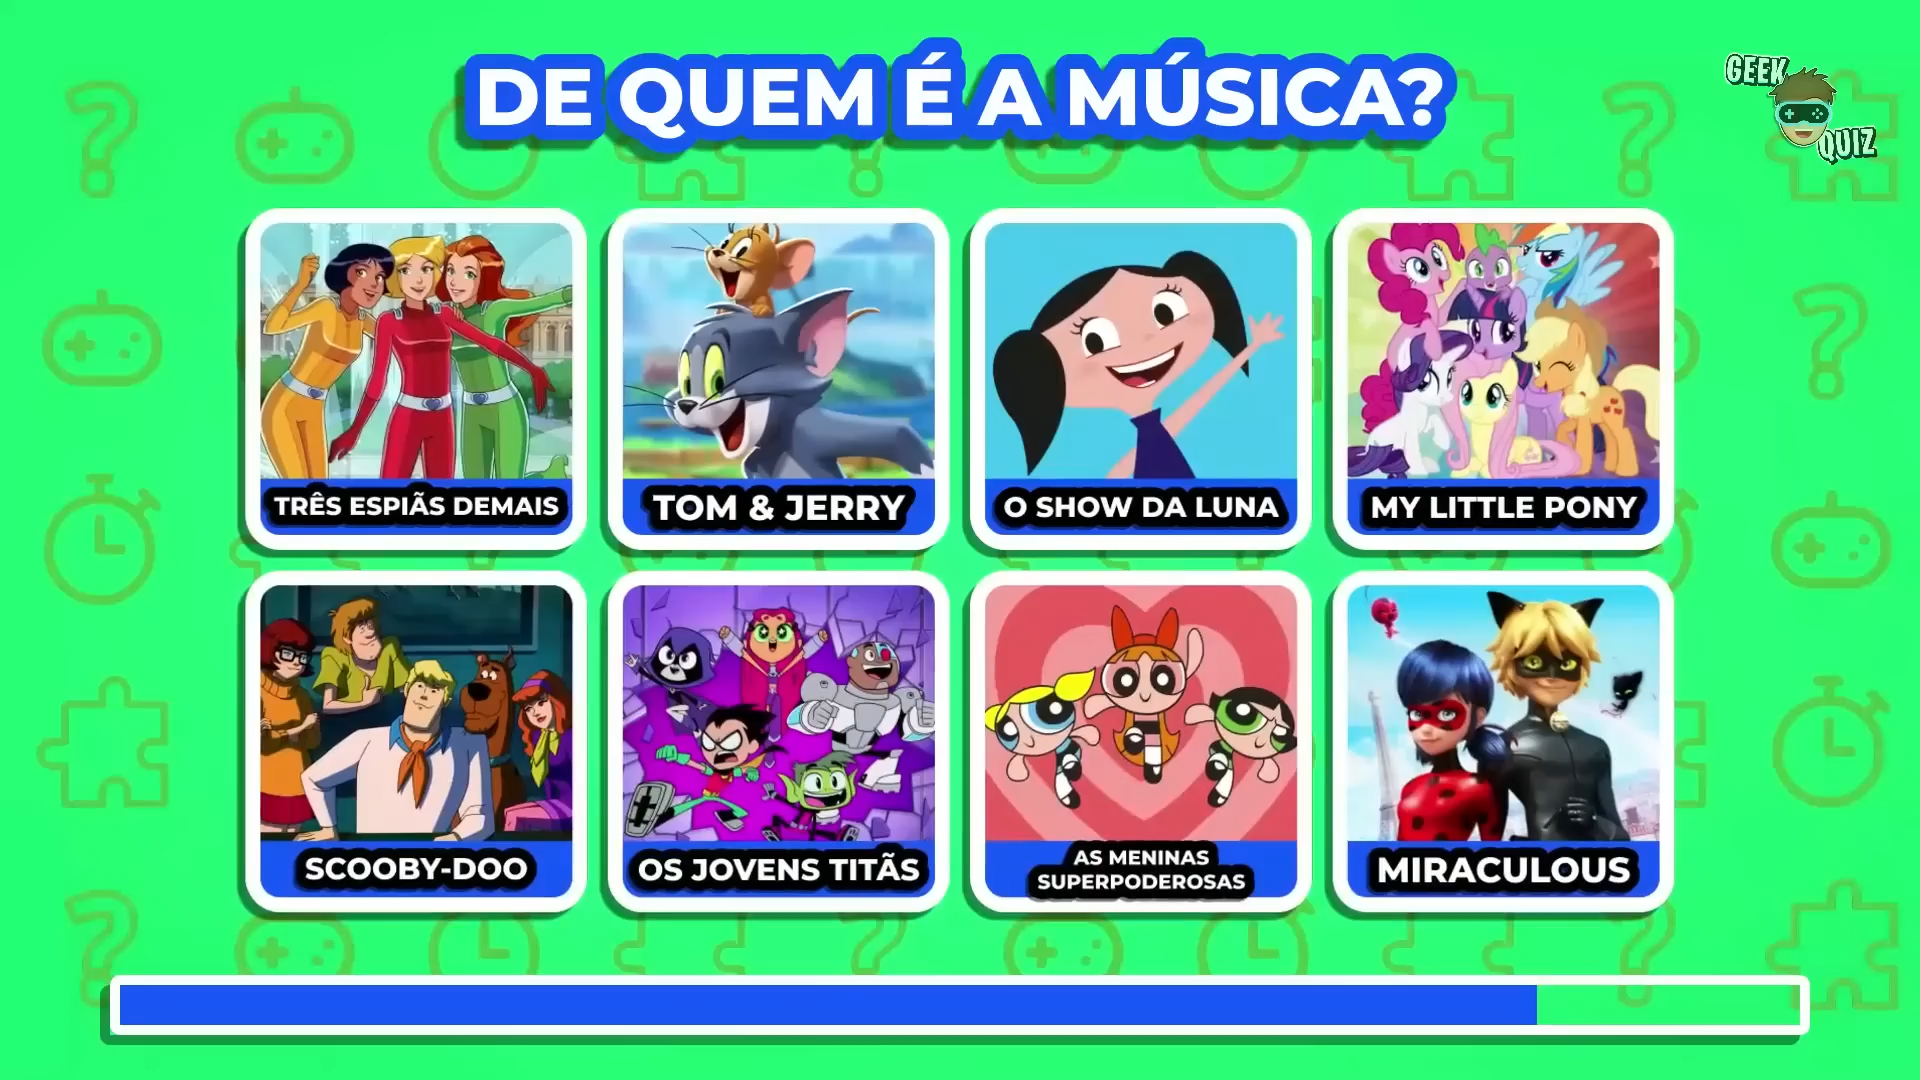 DE QUEM É A MÚSICA?
GEEK
QUIZ
TRÊS ESPIÃS DEMAIS
TOM & JERRY
O SHOW DA LUNA
MY LITTLE PONY
SCOOBY-DOO
OS JOVENS TITÃS
AS MENINAS
SUPERPODEROSAS
MIRACULOUS